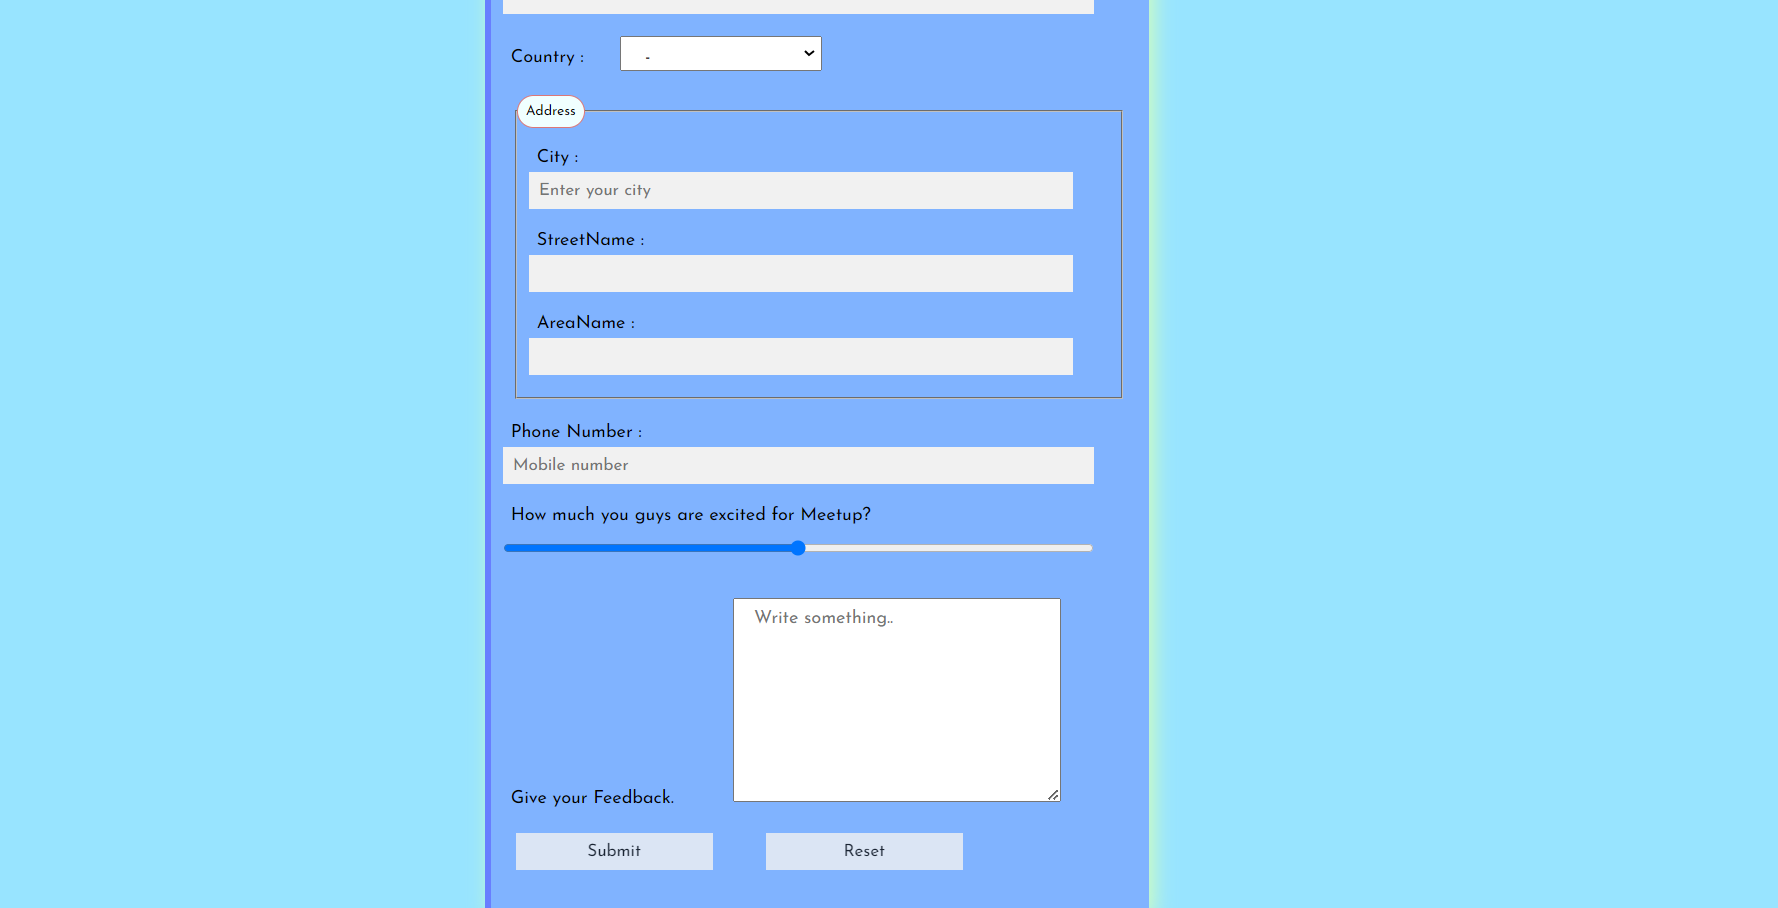 Country : -
Address
City :
Enter your city
StreetName :
AreaName :
Phone Number :
Mobile number
How much you guys are excited for Meetup?
Write something..
Give your Feedback.
Submit Reset